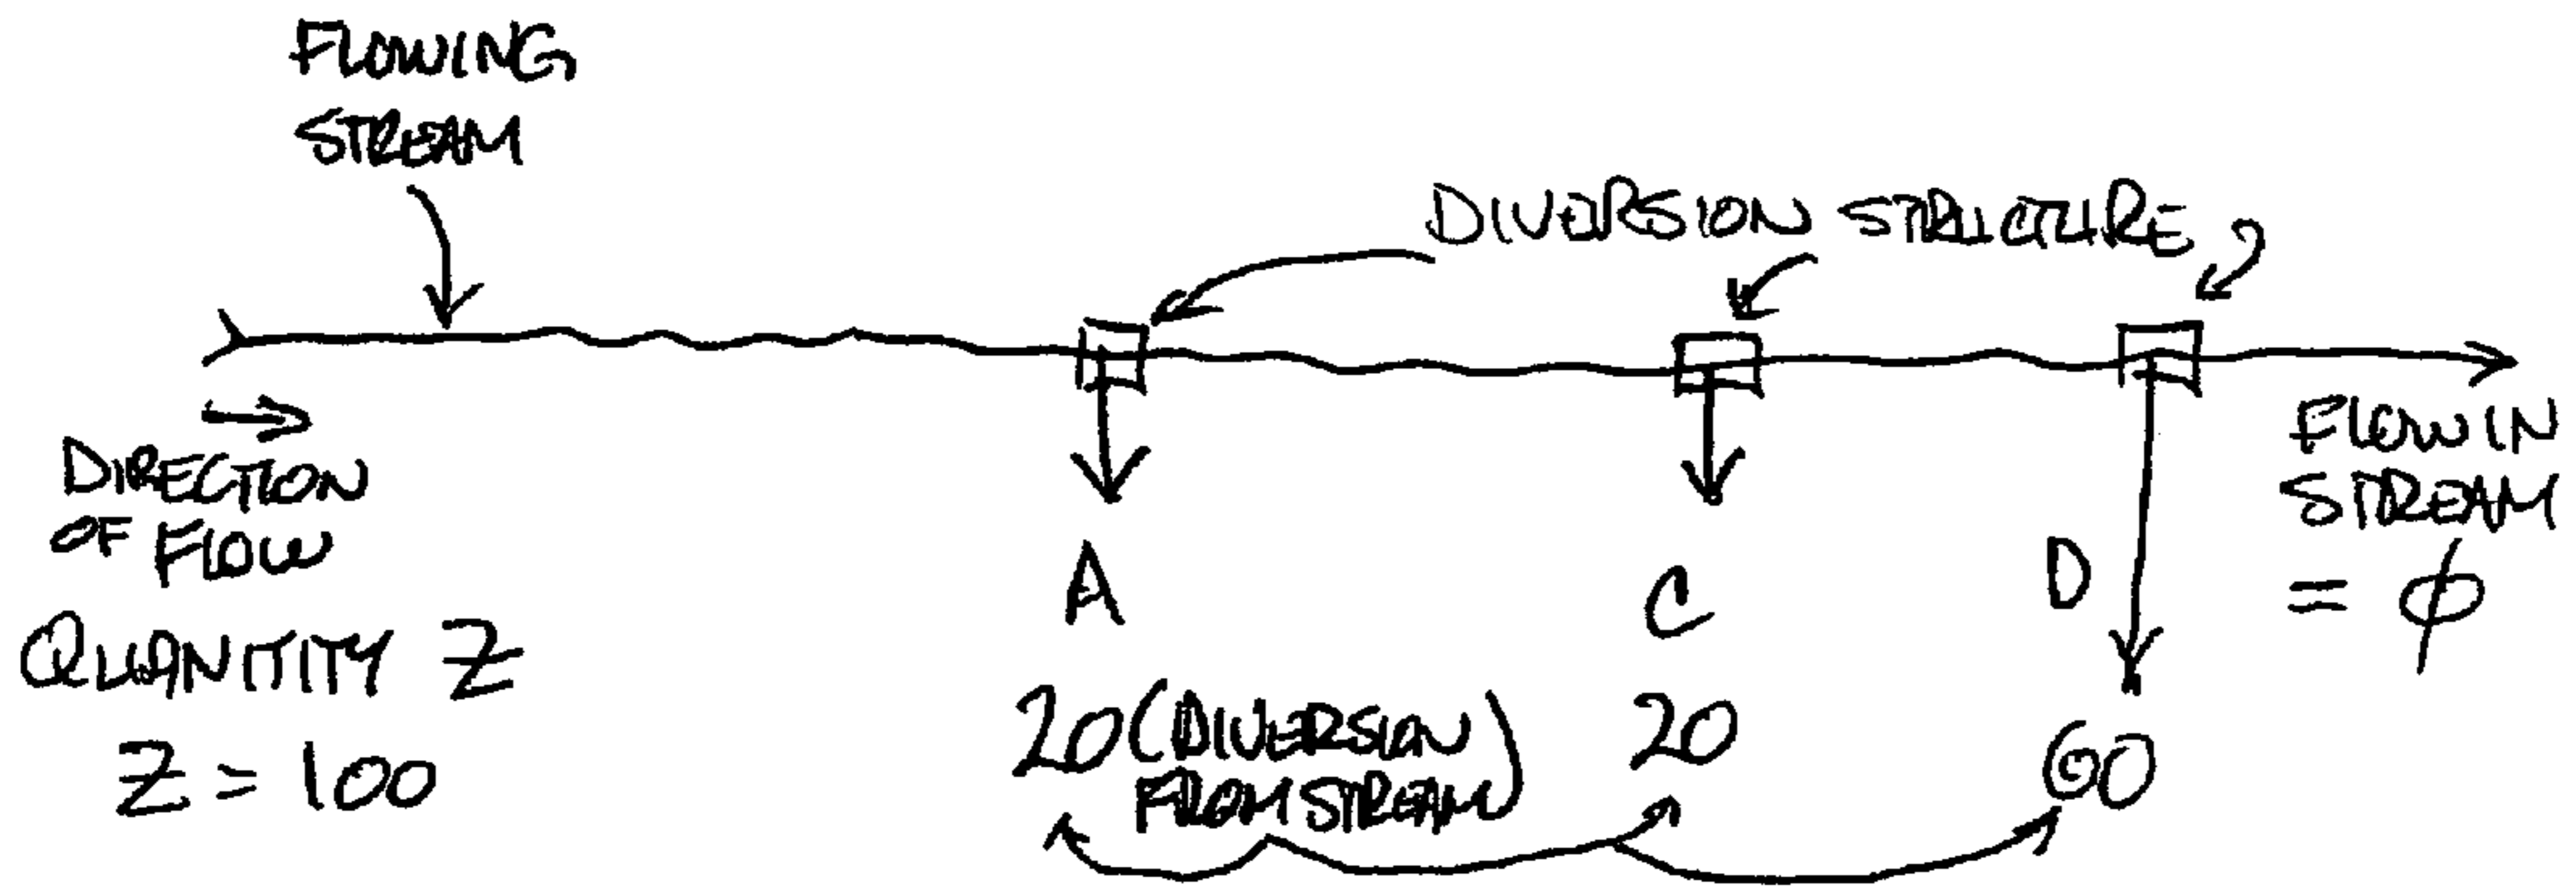 FLOWING
STREAM
DIVERSION STRUCTURE
DIRECTION
OF FLOW
QUANTITY Z
Z = 100
A
20 (DIVERSION
FROM STREAM)
C
20
D
60
FLOW IN
STREAM
= ϕ